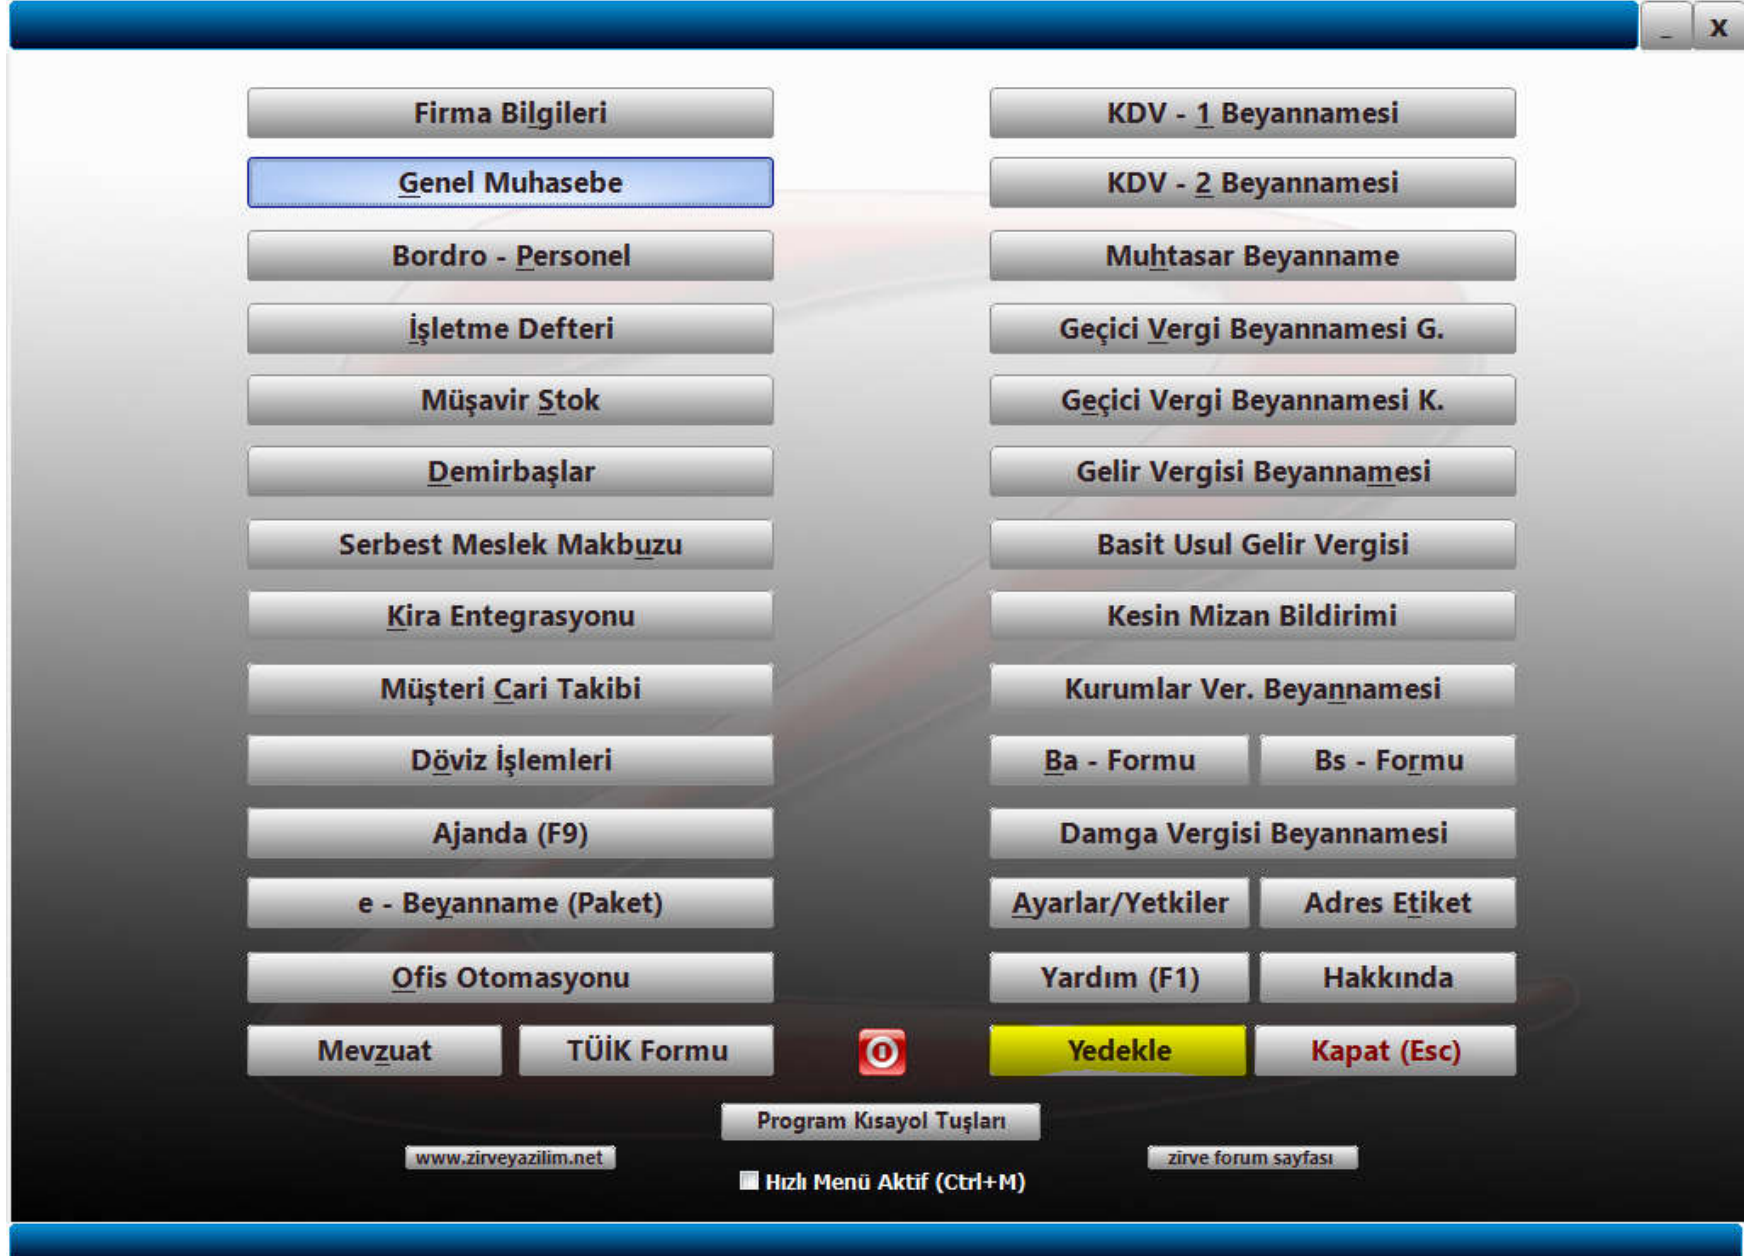 _ X
Firma Bilgileri
Genel Muhasebe
Bordro - Personel
İşletme Defteri
Müşavir Stok
Demirbaşlar
Serbest Meslek Makbuzu
Kira Entegrasyonu
Müşteri Cari Takibi
Döviz İşlemleri
Ajanda (F9)
e - Beyanname (Paket)
Ofis Otomasyonu
Mevzuat
TÜİK Formu
KDV - 1 Beyannamesi
KDV - 2 Beyannamesi
Muhtasar Beyanname
Geçici Vergi Beyannamesi G.
Geçici Vergi Beyannamesi K.
Gelir Vergisi Beyannamesi
Basit Usul Gelir Vergisi
Kesin Mizan Bildirimi
Kurumlar Ver. Beyannamesi
Ba - Formu
Bs - Formu
Damga Vergisi Beyannamesi
Ayarlar/Yetkiler
Adres Etiket
Yardım (F1)
Hakkında
Yedekle
Kapat (Esc)
Program Kısayol Tuşları
www.zirveyazilim.net
zirve forum sayfası
Hızlı Menü Aktif (Ctrl+M)